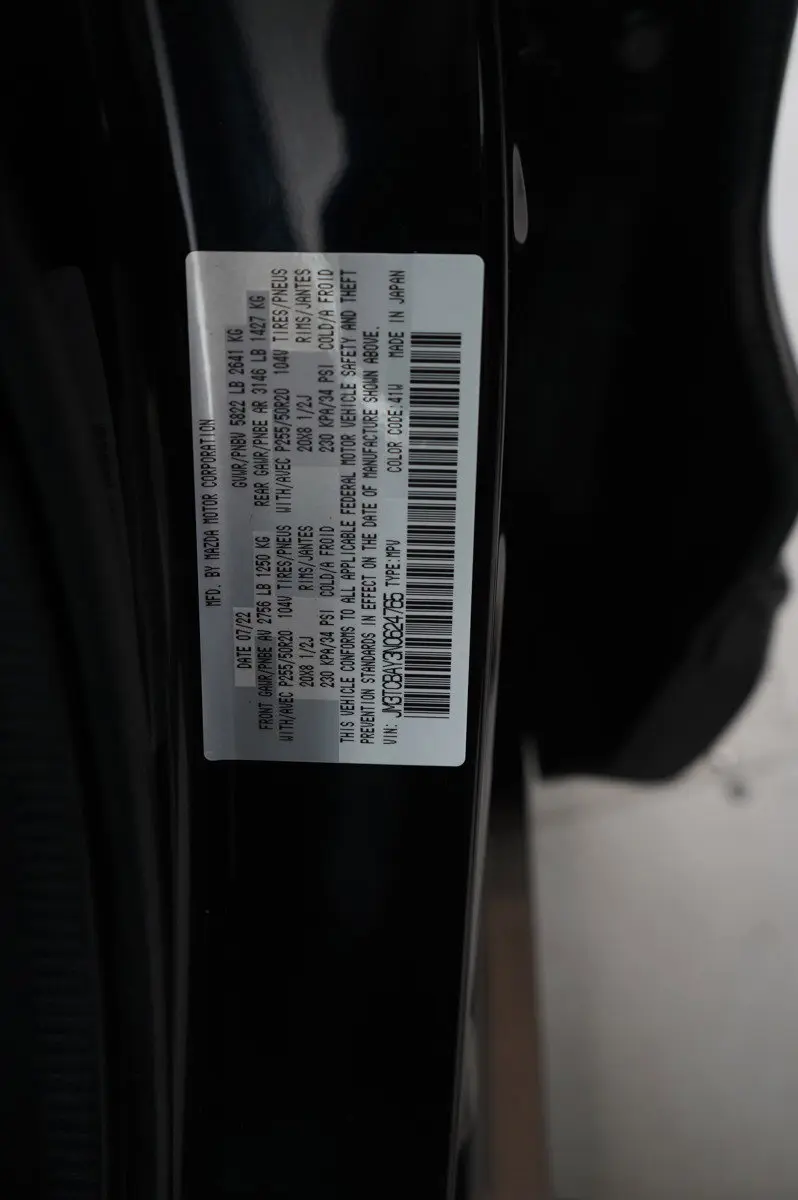 MFD. BY MAZDA MOTOR CORPORATION
DATE 07/22 GVWR/PNBV 5822 LB 2641 KG
FRONT GAWR/PNBE AV 2756 LB 1250 KG REAR GAWR/PNBE AR 3146 LB 1427 KG
WITH/AVEC P255/50R20 104V TIRES/PNEUS WITH/AVEC P255/50R20 104V TIRES/PNEUS
20X8 1/2J RIMS/JANTES 20X8 1/2J RIMS/JANTES
230 KPA/34 PSI COLD/A FROID 230 KPA/34 PSI COLD/A FROID
THIS VEHICLE CONFORMS TO ALL APPLICABLE FEDERAL MOTOR VEHICLE SAFETY AND THEFT
PREVENTION STANDARDS IN EFFECT ON THE DATE OF MANUFACTURE SHOWN ABOVE.
VIN: JM3TCBAY3N0624765 TYPE:MPV COLOR CODE:41W MADE IN JAPAN